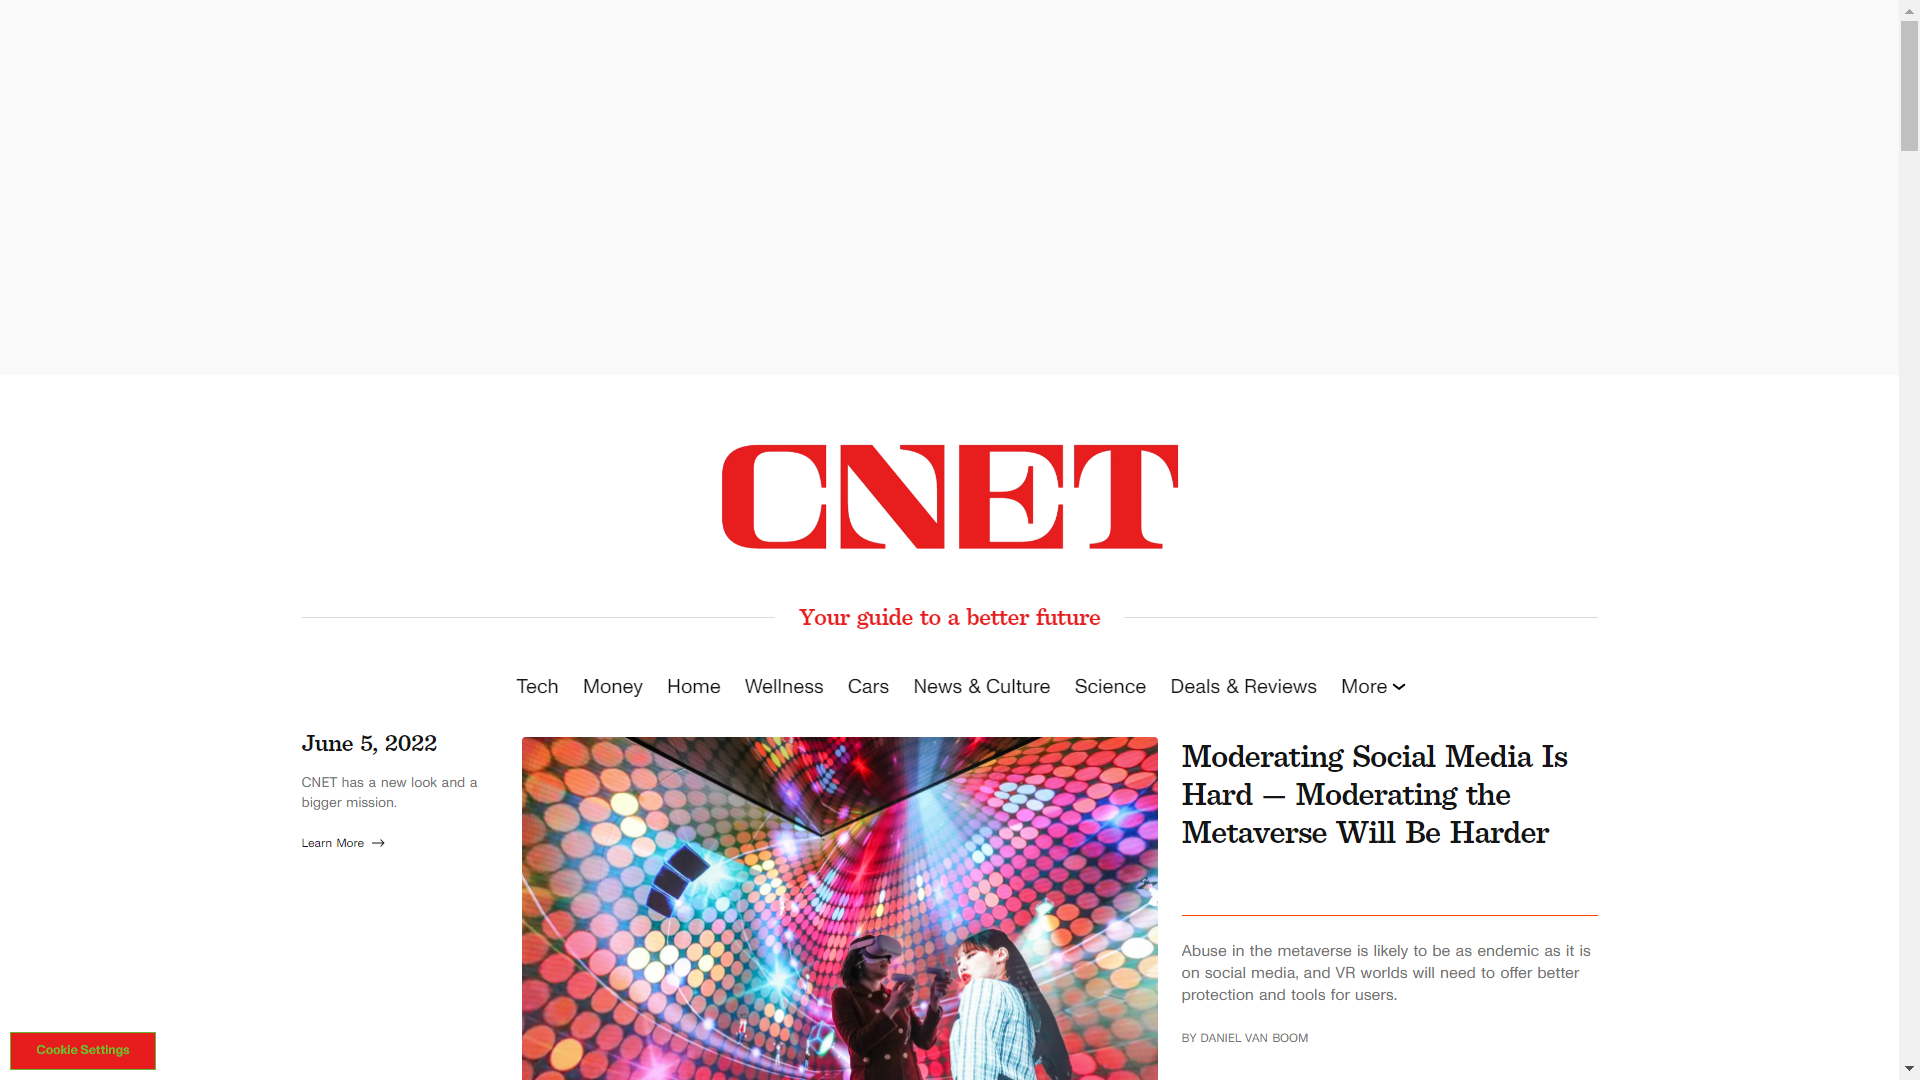 CNET
Your guide to a better future
Tech Money Home Wellness Cars News & Culture Science Deals & Reviews More
June 5, 2022
CNET has a new look and a
bigger mission.
Learn More →
Moderating Social Media Is
Hard — Moderating the
Metaverse Will Be Harder
Abuse in the metaverse is likely to be as endemic as it is
on social media, and VR worlds will need to offer better
protection and tools for users.
BY DANIEL VAN BOOM
Cookie Settings